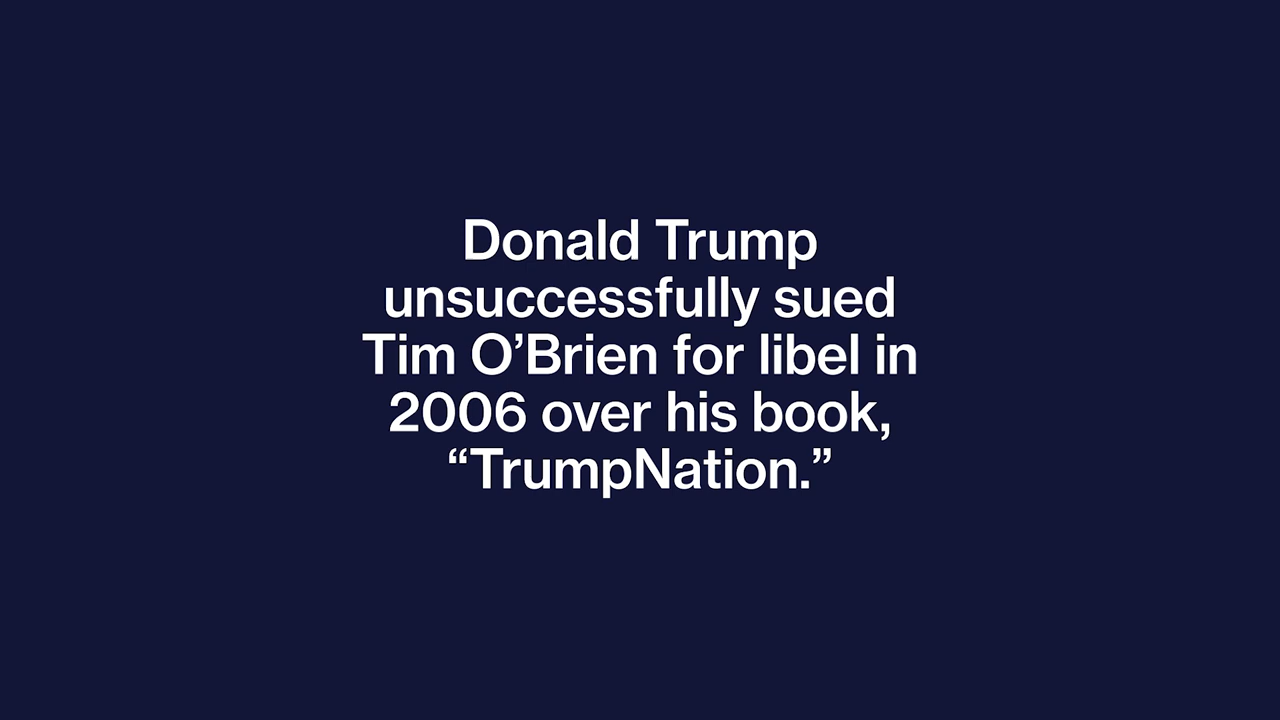 Donald Trump
unsuccessfully sued
Tim O’Brien for libel in
2006 over his book,
“TrumpNation.”